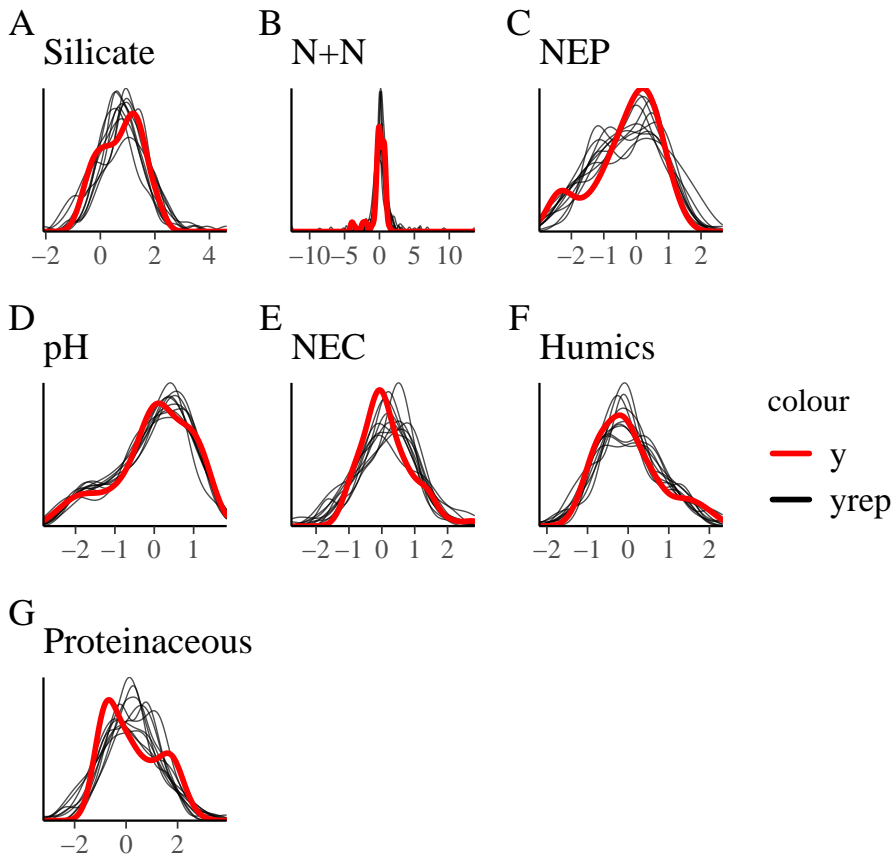 A B C
Silicate N+N NEP
−2 0 2 4 −10 −5 0 5 10 −2 −1 0 1 2
D E F
pH NEC Humics
−2 −1 0 1 −2 −1 0 1 2 −2 −1 0 1 2
colour
y
yrep
G
Proteinaceous
−2 0 2